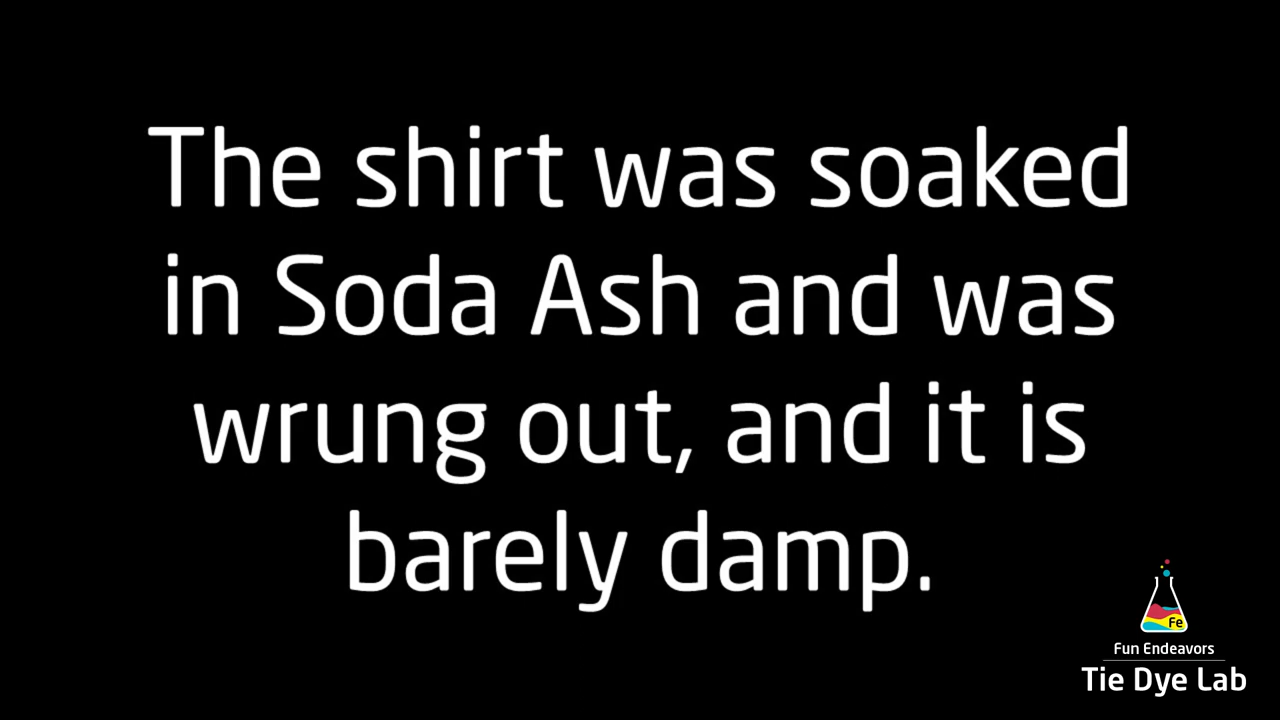 The shirt was soaked
in Soda Ash and was
wrung out, and it is
barely damp.
Fe
Fun Endeavors
Tie Dye Lab